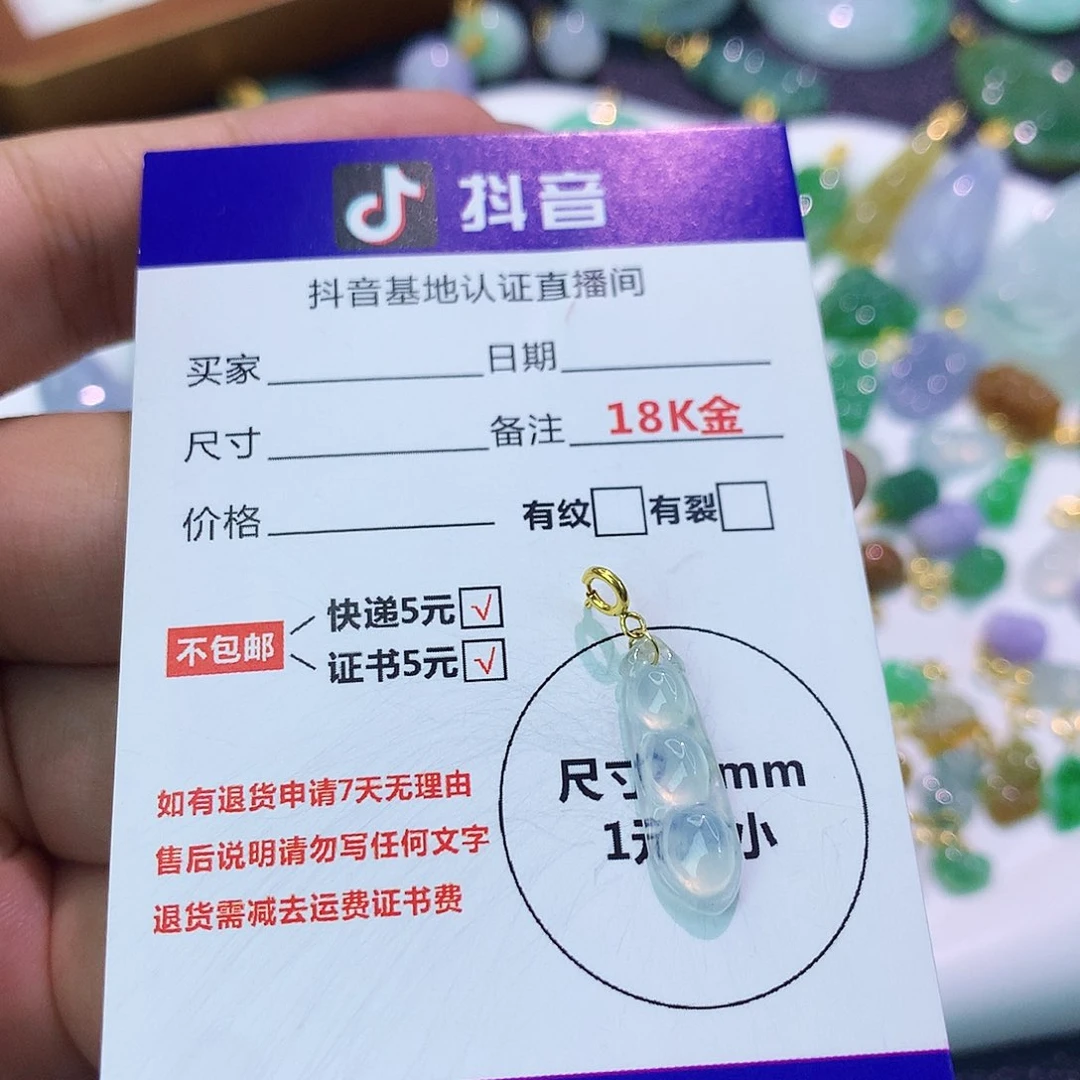 抖音
抖音基地认证直播间
买家 日期
尺寸 备注 18K金
价格 有纹 有裂
不包邮 快递5元 √
证书5元 √
如有退货申请7天无理由
售后说明请勿写任何文字
退货需减去运费证书费
尺寸 mm
1元 小